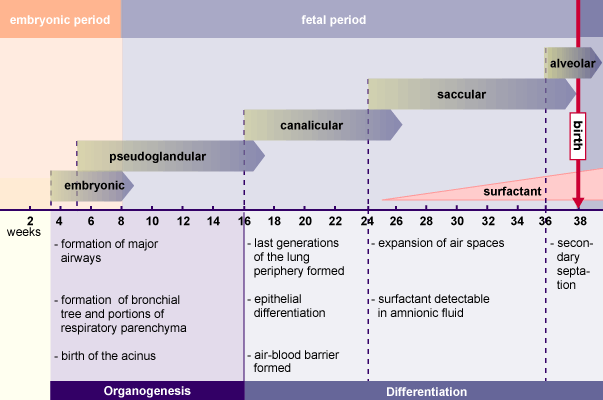 embryonic period
fetal period
alveolar
saccular
canalicular
pseudoglandular
embryonic
birth
surfactant
2 4 6 8 10 12 14 16 18 20 22 24 26 28 30 32 34 36 38
weeks
- formation of major
airways
- formation of bronchial
tree and portions of
respiratory parenchyma
- birth of the acinus
- last generations
of the lung
periphery formed
- epithelial
differentiation
- air-blood barrier
formed
- expansion of air spaces
- surfactant detectable
in amnionic fluid
- secon-
dary
septa-
tion
Organogenesis
Differentiation